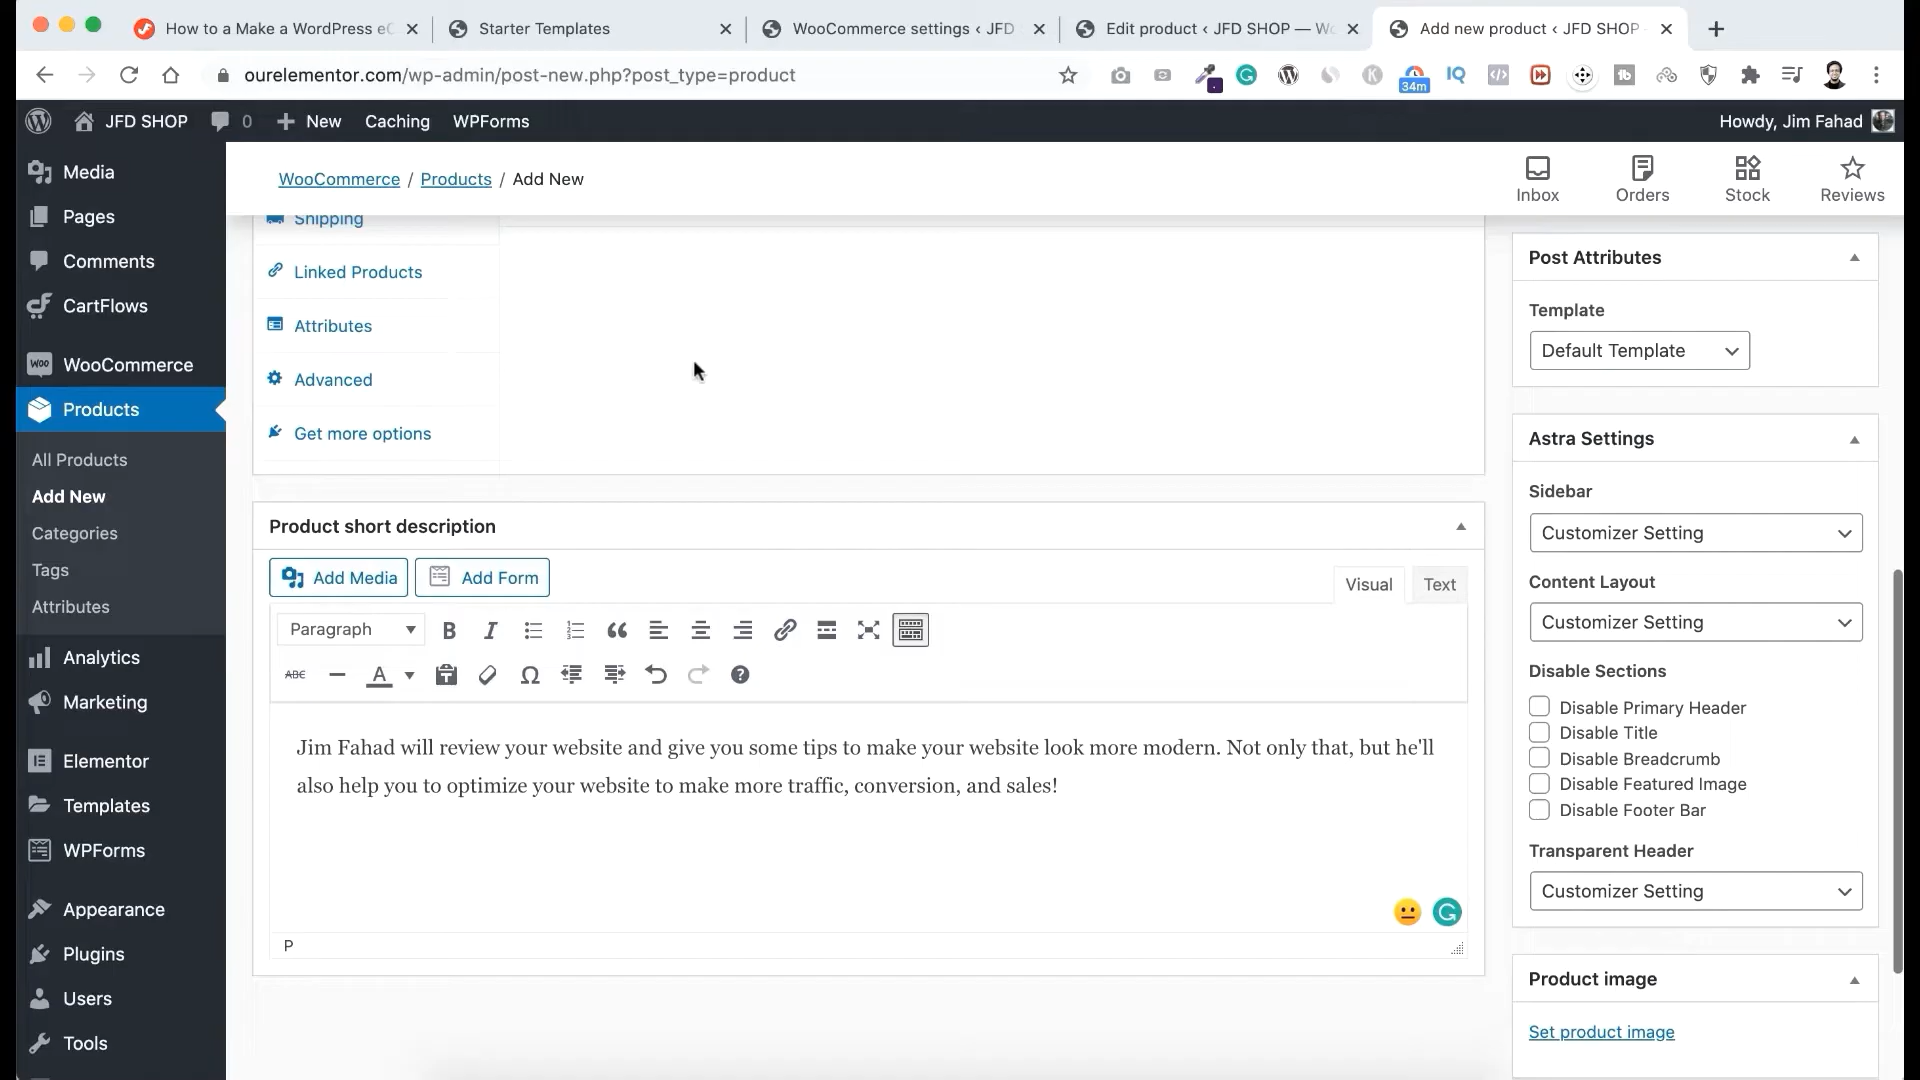 How to a Make a WordPress eC
Starter Templates
WooCommerce settings ‹ JFD
Edit product ‹ JFD SHOP — Wo
Add new product ‹ JFD SHOP
ourelementor.com/wp-admin/post-new.php?post_type=product
34m
IQ
JFD SHOP
0
New
Caching
WPForms
Howdy, Jim Fahad
Media
Pages
Comments
CartFlows
WooCommerce
Products
All Products
Add New
Categories
Tags
Attributes
Analytics
Marketing
Elementor
Templates
WPForms
Appearance
Plugins
Users
Tools
WooCommerce / Products / Add New
Inbox
Orders
Stock
Reviews
Shipping
Linked Products
Attributes
Advanced
Get more options
Product short description
Add Media
Add Form
Visual
Text
Paragraph
ABC
Jim Fahad will review your website and give you some tips to make your website look more modern. Not only that, but he'll
also help you to optimize your website to make more traffic, conversion, and sales!
P
Post Attributes
Template
Default Template
Astra Settings
Sidebar
Customizer Setting
Content Layout
Customizer Setting
Disable Sections
Disable Primary Header
Disable Title
Disable Breadcrumb
Disable Featured Image
Disable Footer Bar
Transparent Header
Customizer Setting
Product image
Set product image